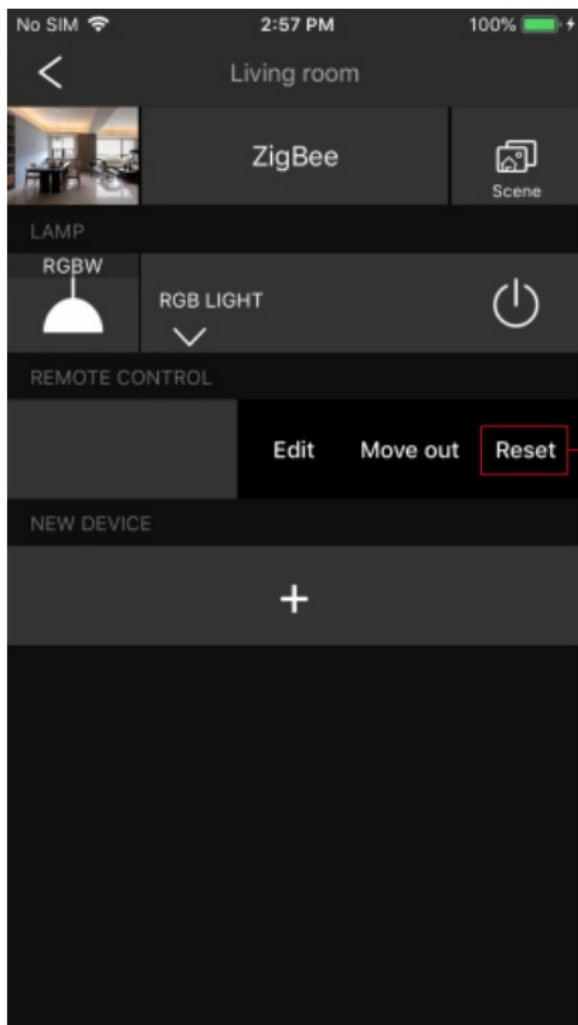 No SIM 2:57 PM 100%
Living room
ZigBee
Scene
LAMP
RGBW
RGB LIGHT
REMOTE CONTROL
Edit Move out Reset
NEW DEVICE
+